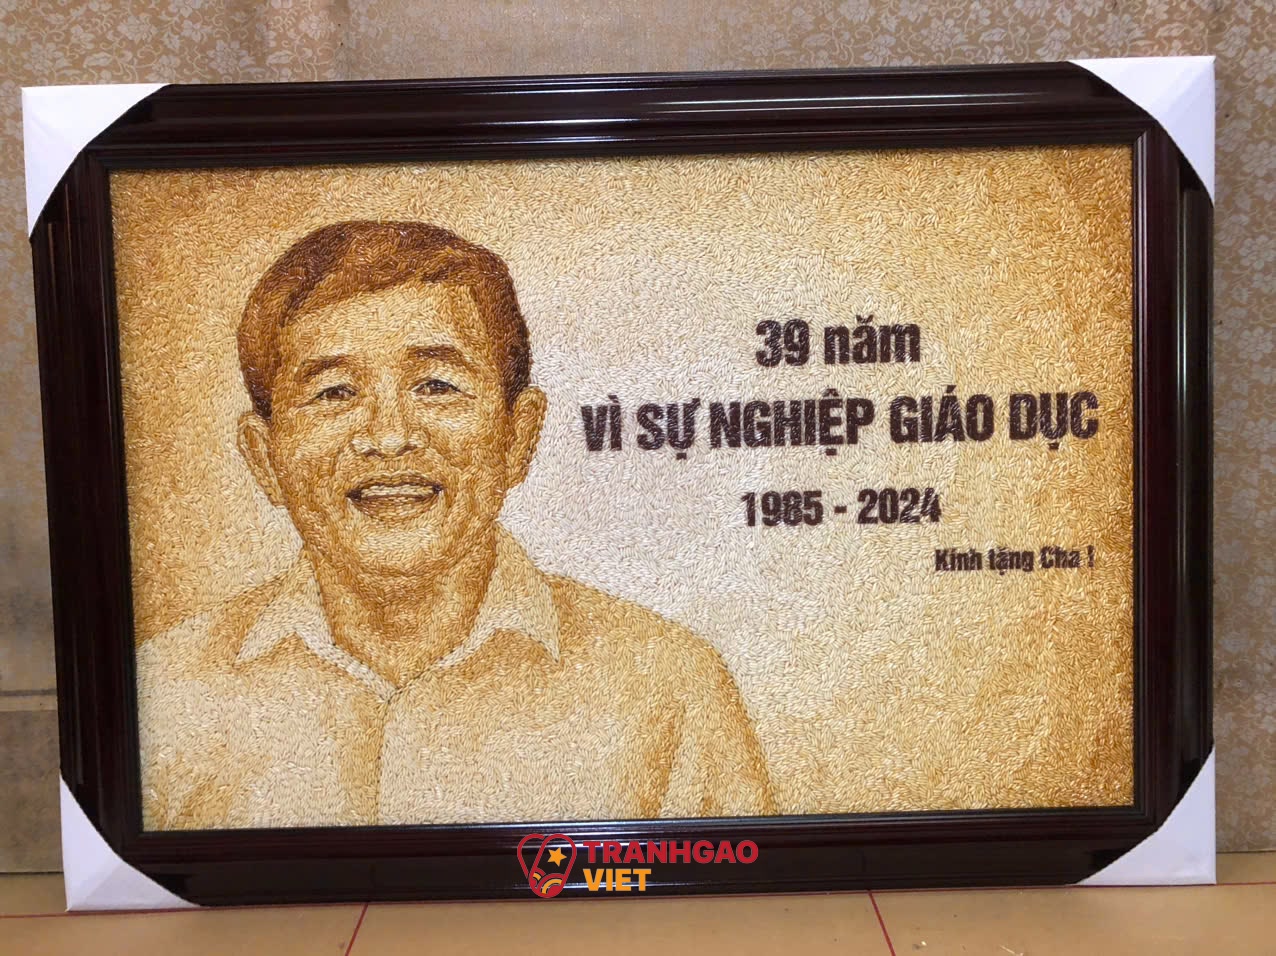 39 năm
VÌ SỰ NGHIỆP GIÁO DỤC
1985 - 2024
Kính tặng Cha !
TRANHGAO
VIET